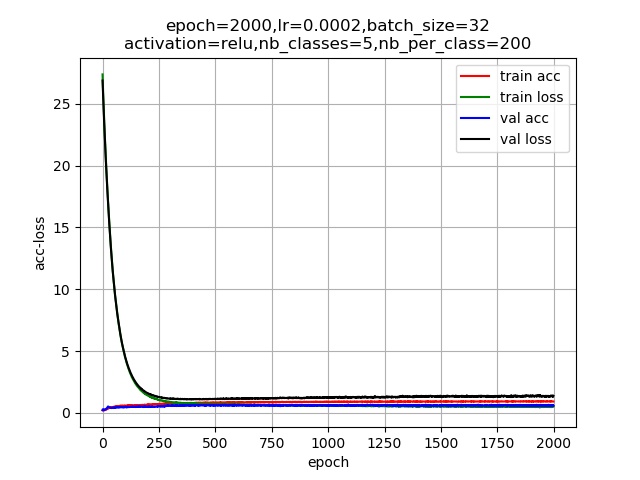 epoch=2000,lr=0.0002,batch_size=32
activation=relu,nb_classes=5,nb_per_class=200
train acc
train loss
val acc
val loss
25
20
15
10
5
0
acc-loss
0 250 500 750 1000 1250 1500 1750 2000
epoch